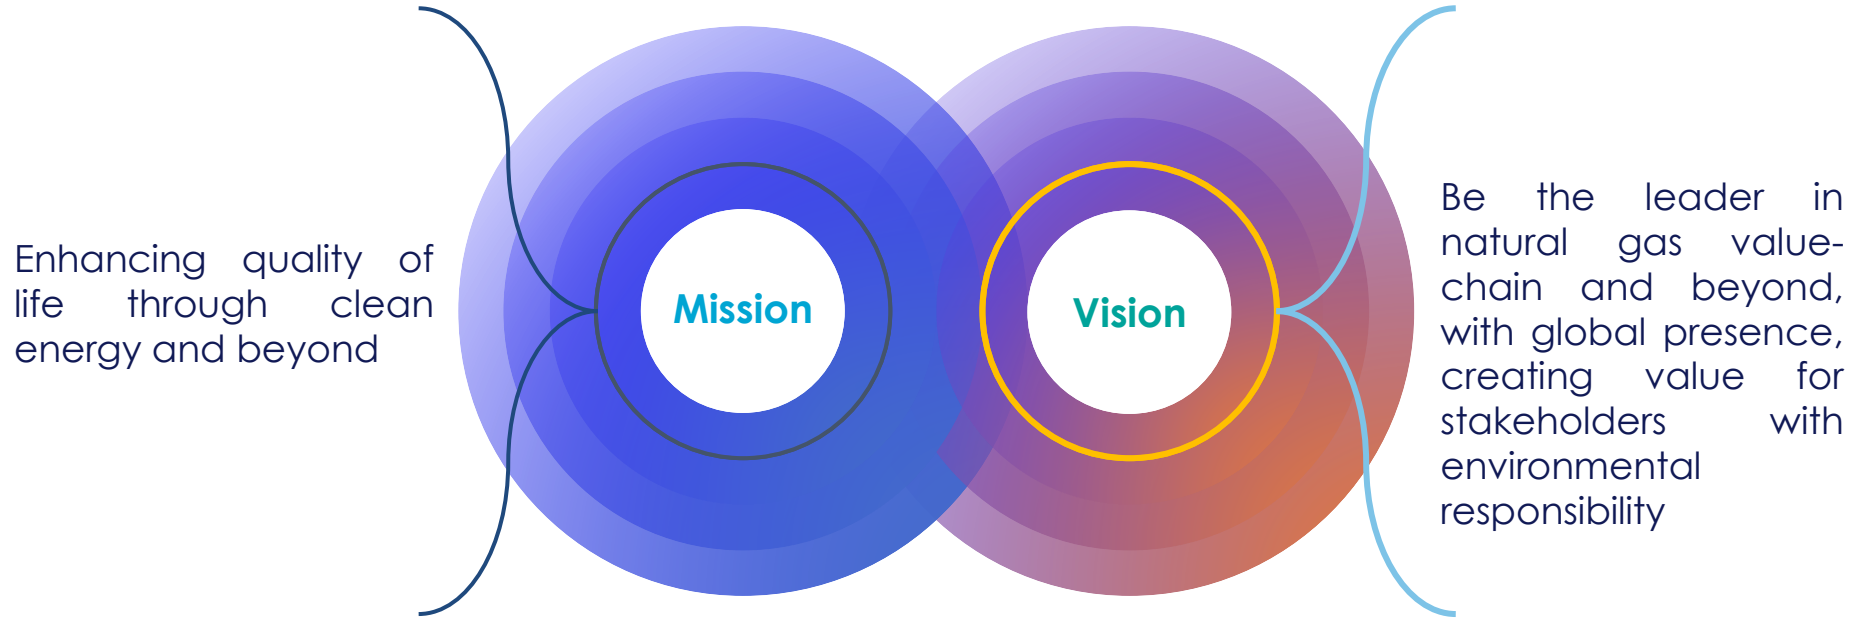 Enhancing quality of
life through clean
energy and beyond
Mission
Vision
Be the leader in
natural gas value-
chain and beyond,
with global presence,
creating value for
stakeholders with
environmental
responsibility